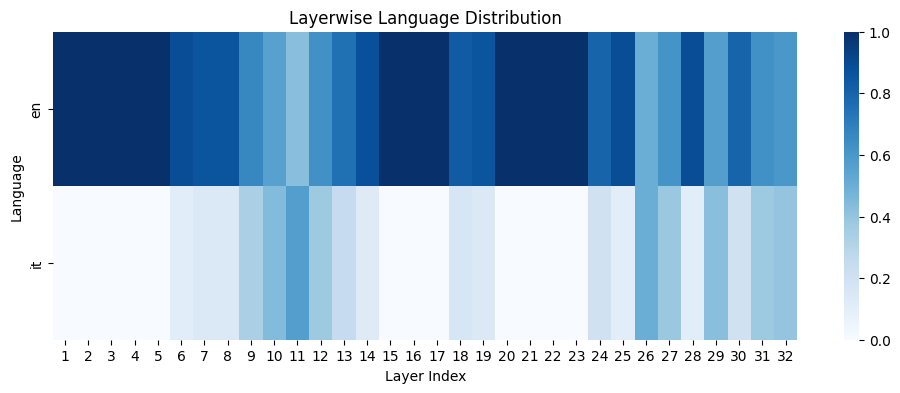 Layerwise Language Distribution
en
it
Language
1 2 3 4 5 6 7 8 9 10 11 12 13 14 15 16 17 18 19 20 21 22 23 24 25 26 27 28 29 30 31 32
Layer Index
1.0
0.8
0.6
0.4
0.2
0.0